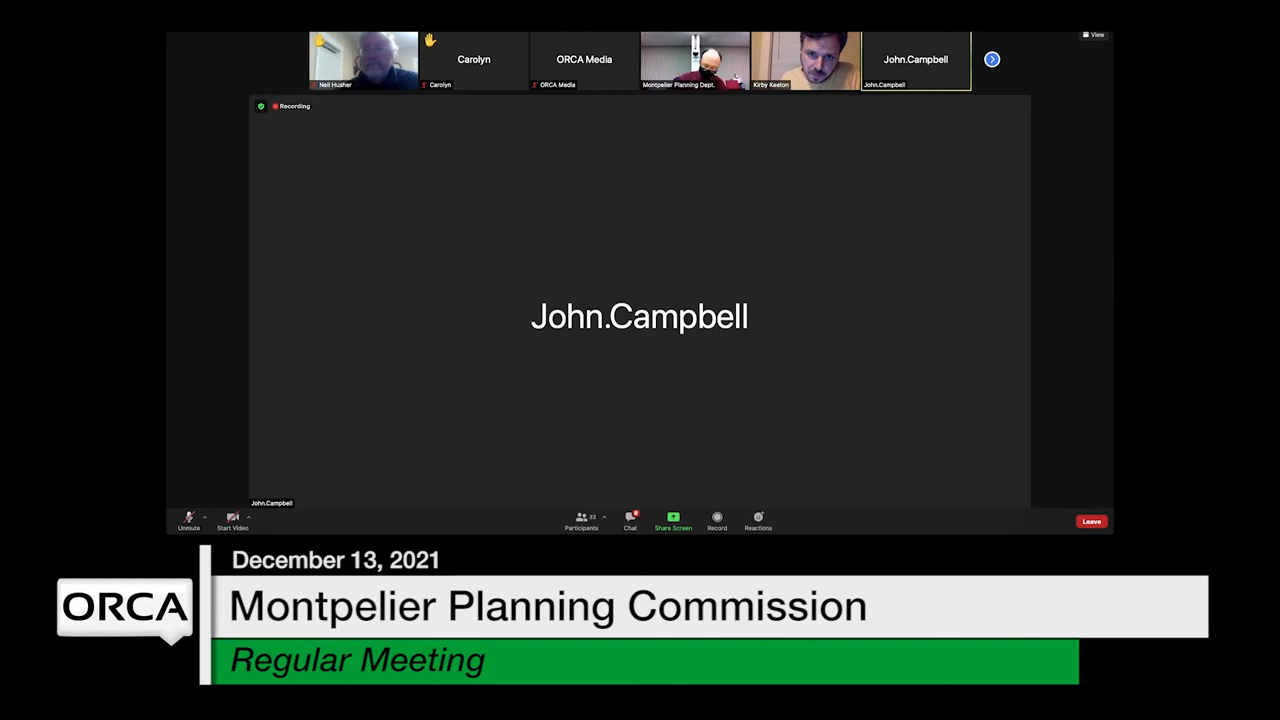 View
Carolyn
ORCA Media
John.Campbell
Neil Husher
Carolyn
ORCA Media
Montpelier Planning Dept.
Kirby Keeton
John.Campbell
Recording
John.Campbell
John.Campbell
Unmute
Start Video
33
Participants
Chat
Share Screen
Record
Reactions
Leave
December 13, 2021
ORCA
Montpelier Planning Commission
Regular Meeting